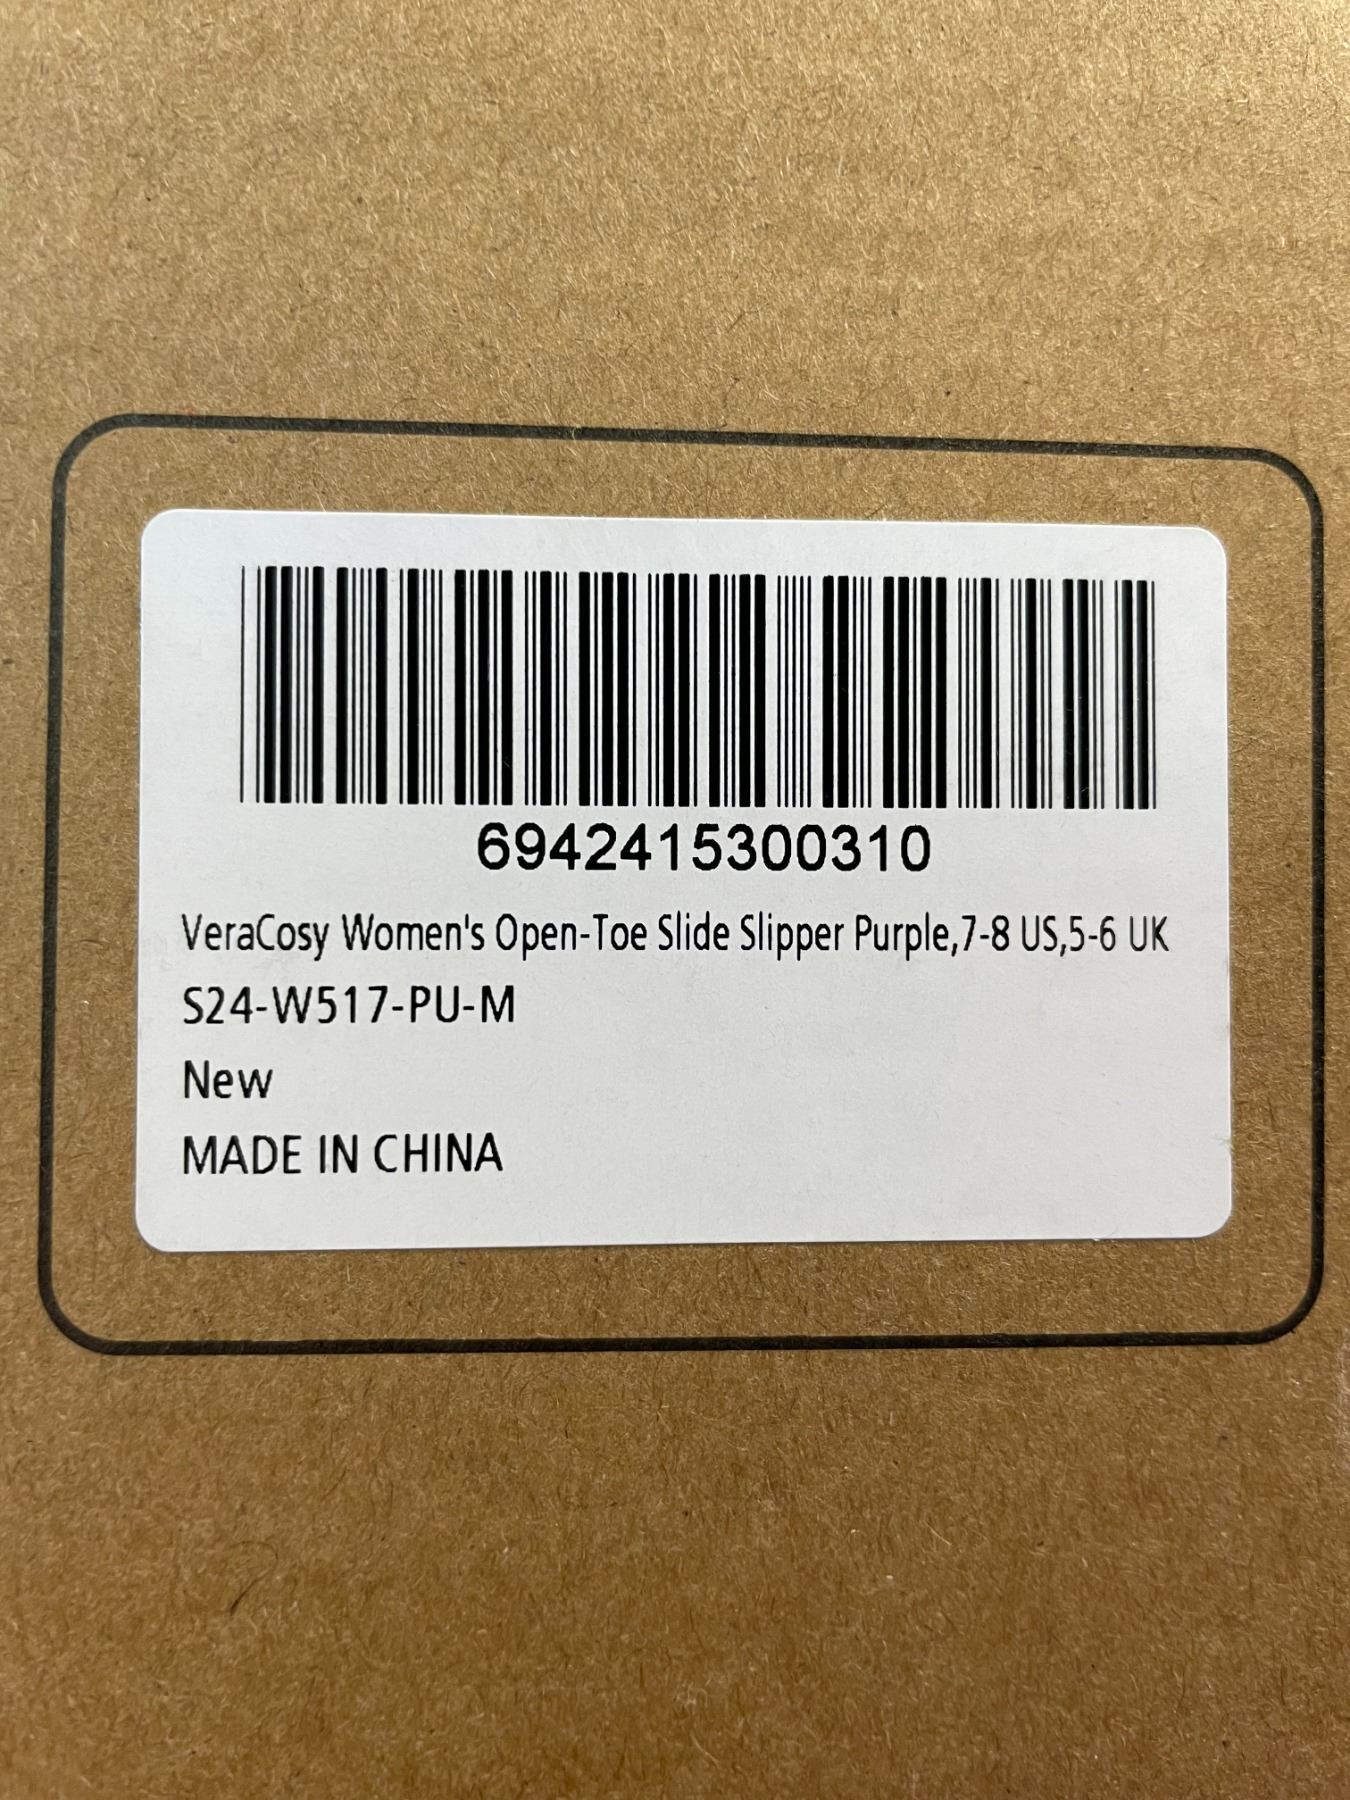 6942415300310
VeraCosy Women's Open-Toe Slide Slipper Purple,7-8 US,5-6 UK
S24-W517-PU-M
New
MADE IN CHINA